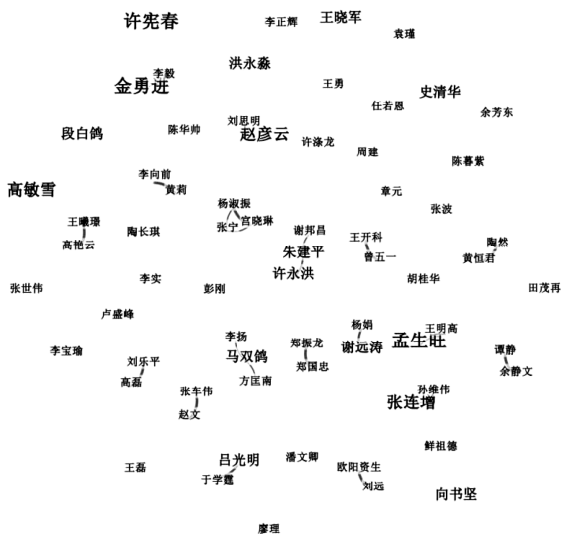 许宪春
李正辉
王晓军
袁瑾
洪永淼
李毅
金勇进
王勇
史清华
任若恩
余芳东
刘思明
陈华帅
段白鸽
赵彦云
许涤龙
周建
陈暮紫
李向前
黄莉
高敏雪
章元
杨淑振
张波
王曦璟
张宁
宫晓琳
陶长琪
谢邦昌
王开科
陶然
高艳云
朱建平
曾五一
黄恒君
许永洪
李实
胡桂华
张世伟
彭刚
田茂再
卢盛峰
杨娟
王明高
李扬
郑振龙
谢远涛
孟生旺
李宝瑜
谭静
马双鸽
刘乐平
郑国忠
余静文
高磊
方匡南
张车伟
孙维伟
张连增
赵文
鲜祖德
吕光明
潘文卿
王磊
欧阳资生
于学霆
刘远
向书坚
廖理